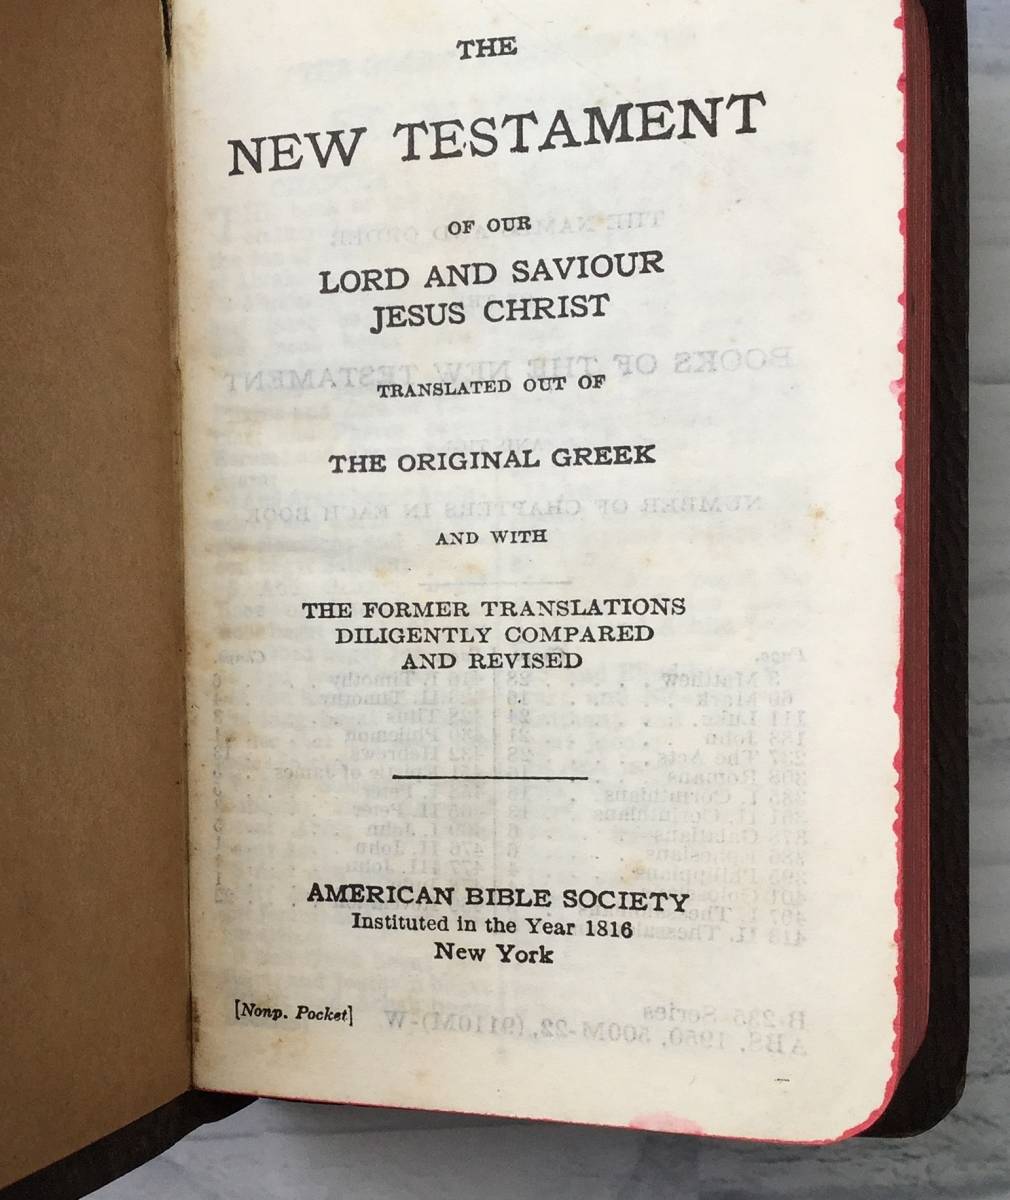 THE
NEW TESTAMENT
OF OUR
LORD AND SAVIOUR
JESUS CHRIST
TRANSLATED OUT OF
THE ORIGINAL GREEK
AND WITH
THE FORMER TRANSLATIONS
DILIGENTLY COMPARED
AND REVISED
AMERICAN BIBLE SOCIETY
Instituted in the Year 1816
New York
[Nonp. Pocket]